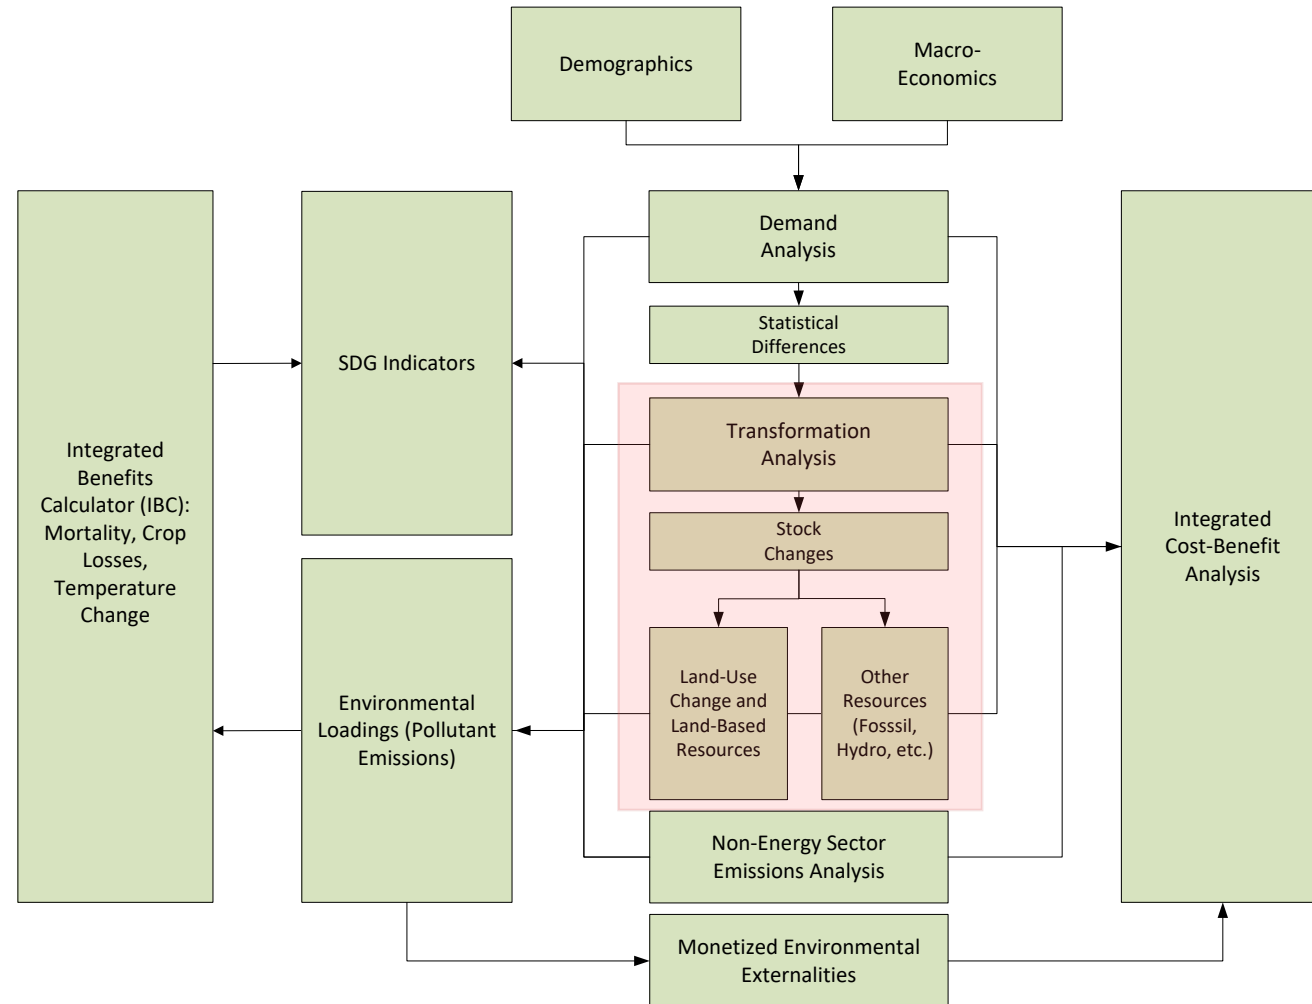 Demographics
Macro-
Economics
Demand
Analysis
Statistical
Differences
SDG Indicators
Transformation
Analysis
Integrated
Benefits
Calculator (IBC):
Mortality, Crop
Losses,
Temperature
Change
Stock
Changes
Integrated
Cost-Benefit
Analysis
Environmental
Loadings (Pollutant
Emissions)
Land-Use
Change and
Land-Based
Resources
Other
Resources
(Fosssil,
Hydro, etc.)
Non-Energy Sector
Emissions Analysis
Monetized Environmental
Externalities